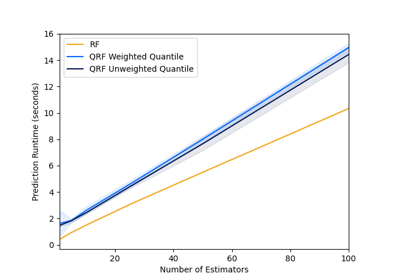 16
14
12
10
8
6
4
2
0
Prediction Runtime (seconds)
RF
QRF Weighted Quantile
QRF Unweighted Quantile
20 40 60 80 100
Number of Estimators